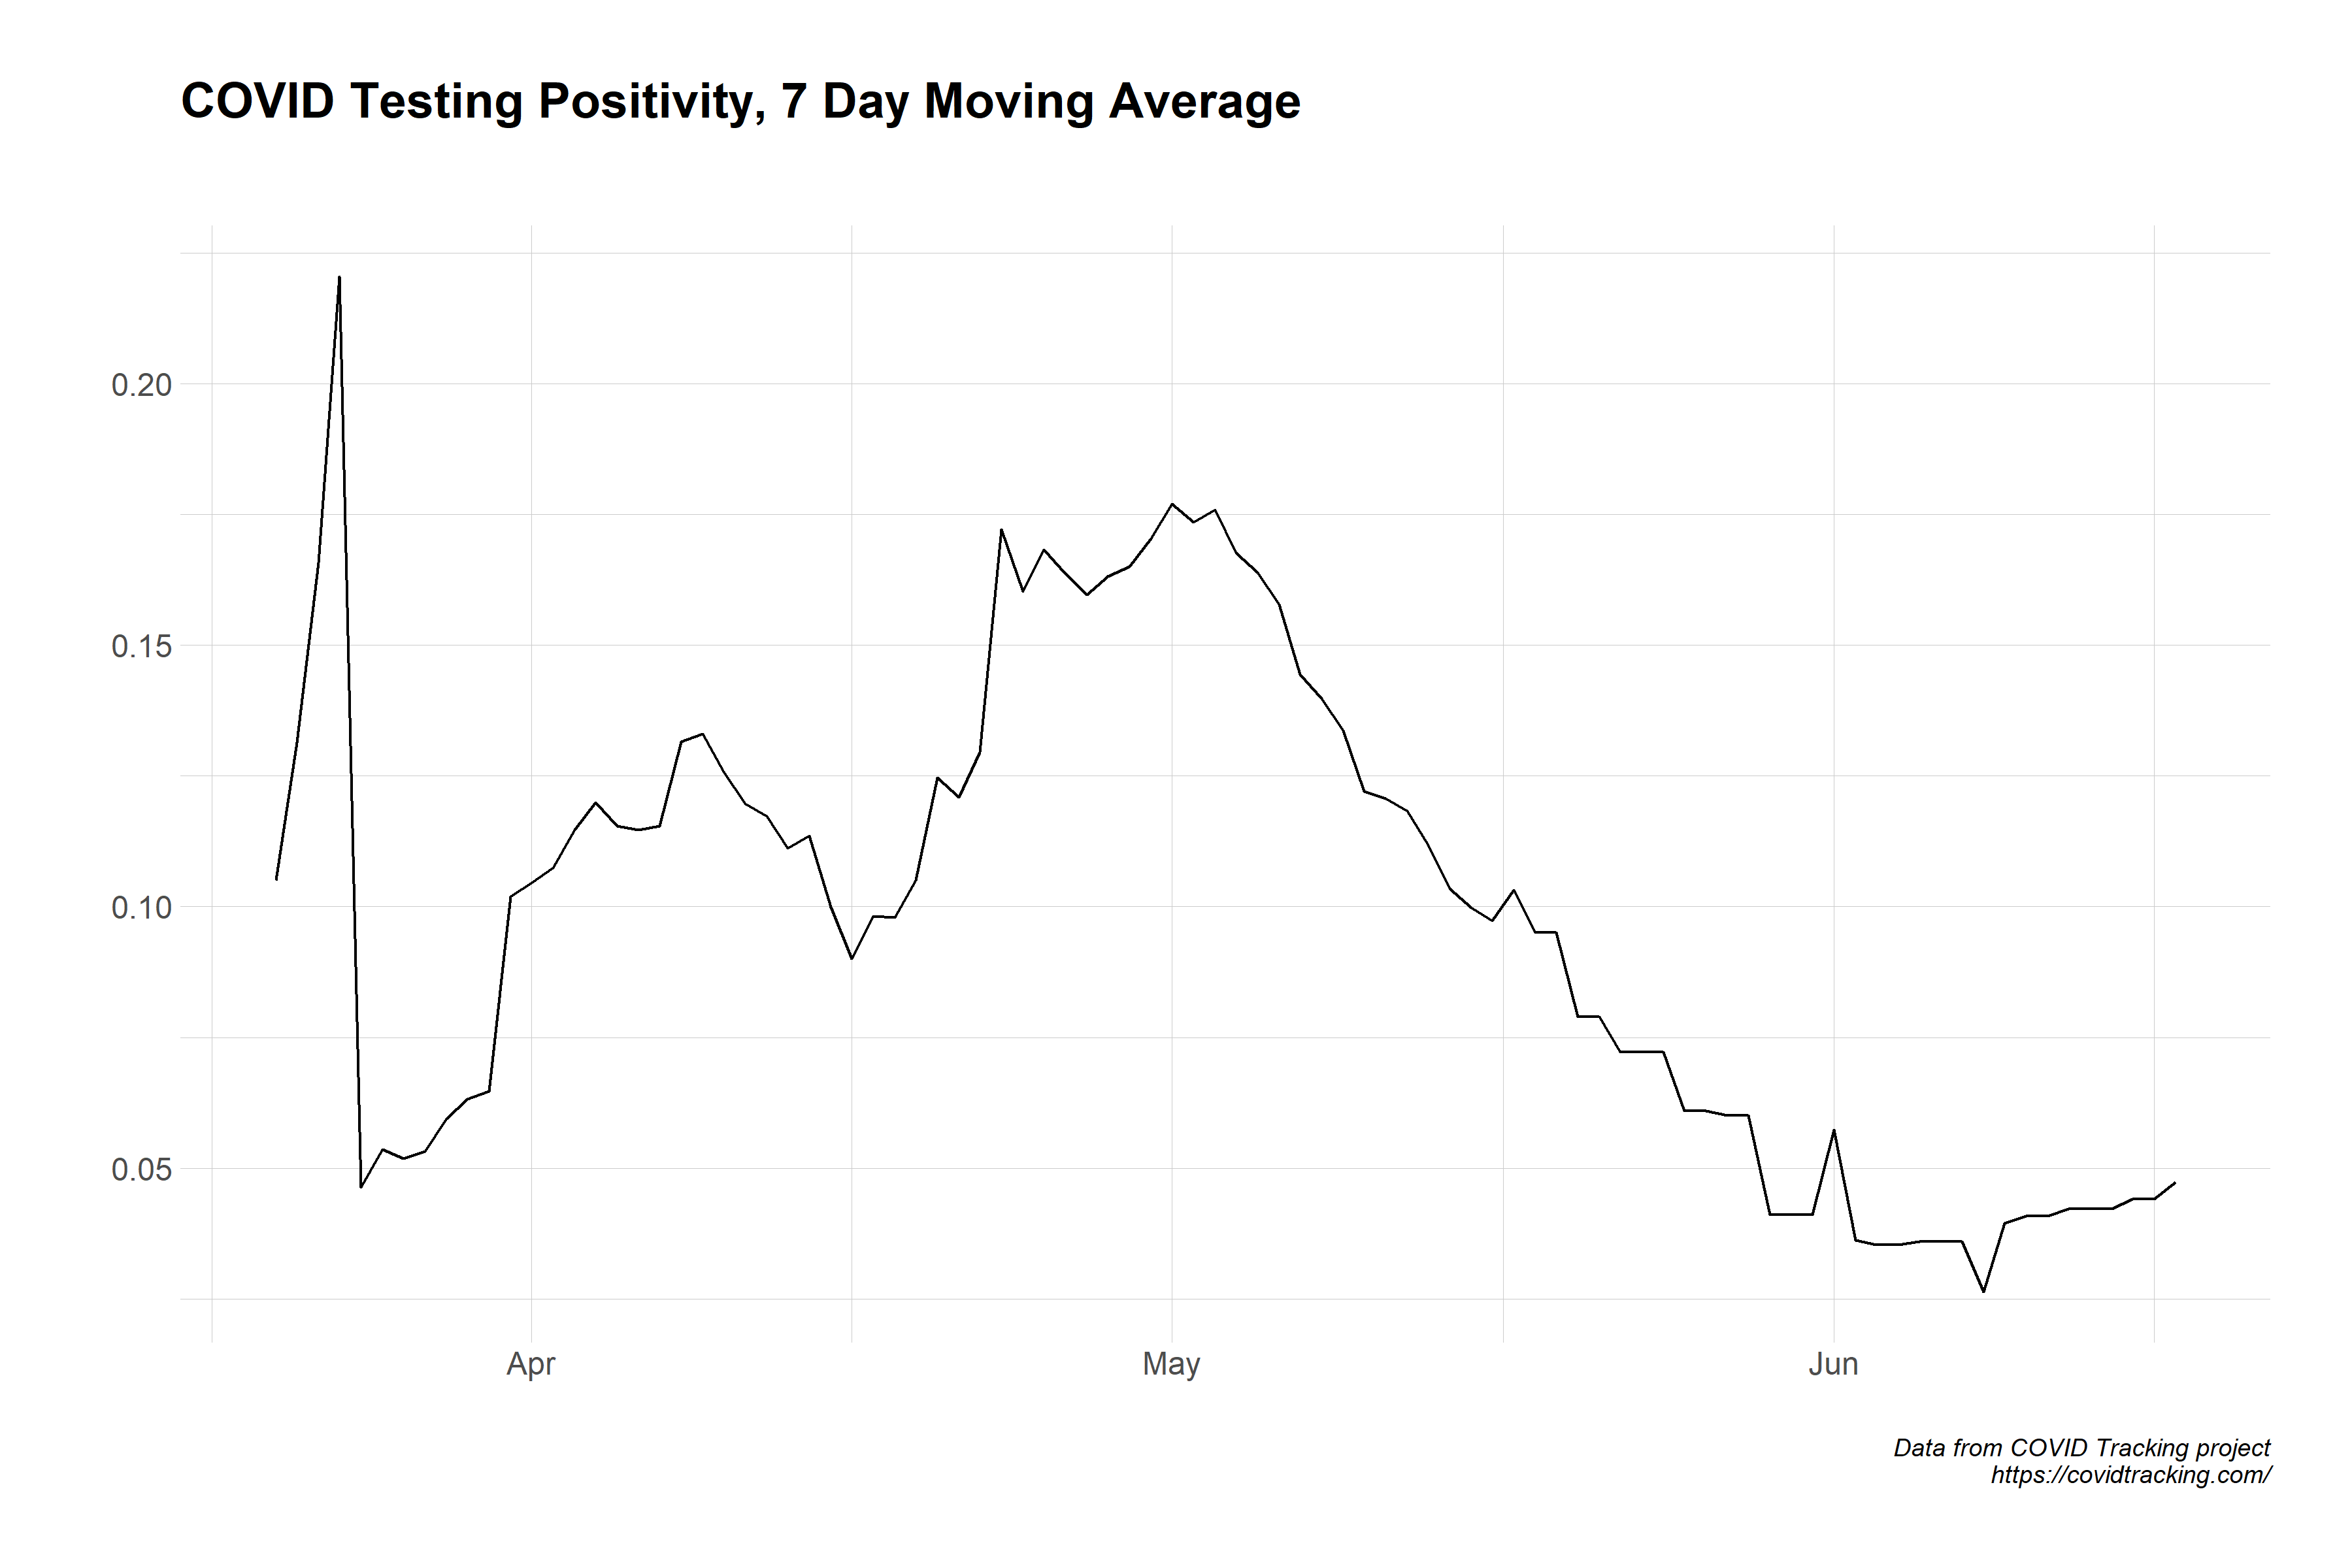 COVID Testing Positivity, 7 Day Moving Average
0.20
0.15
0.10
0.05
Apr May Jun
Data from COVID Tracking project
https://covidtracking.com/